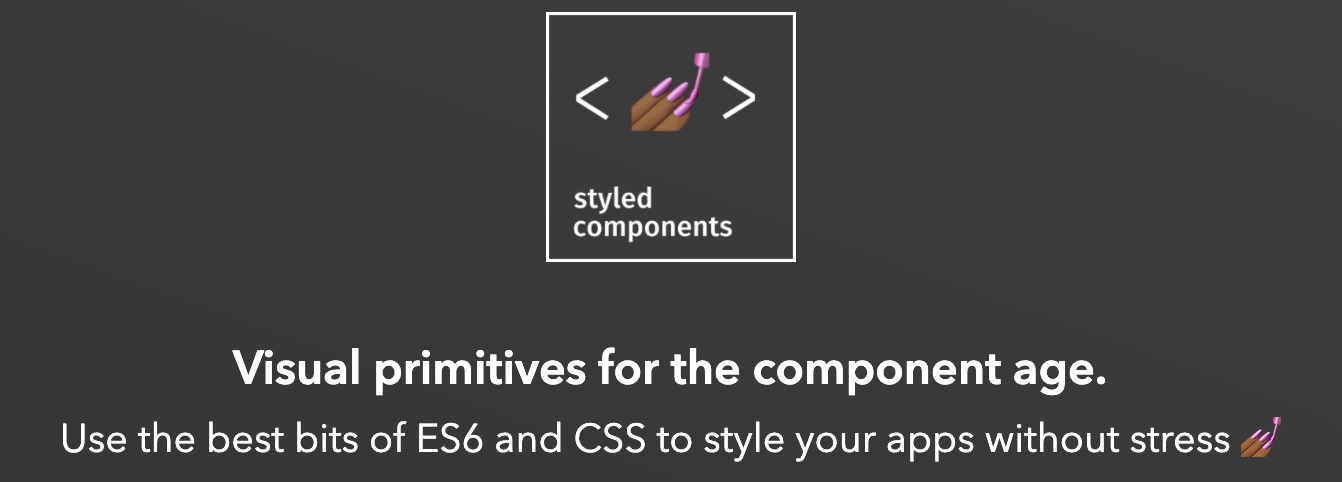 < 💅🏾 >
styled
components
Visual primitives for the component age.
Use the best bits of ES6 and CSS to style your apps without stress 💅🏾